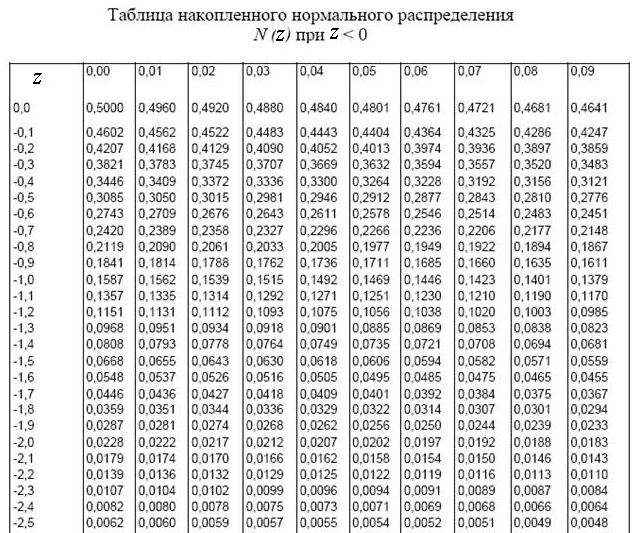 Таблица накопленного нормального распределения
N (z) при z < 0
z 0,00 0,01 0,02 0,03 0,04 0,05 0,06 0,07 0,08 0,09
0,0 0,5000 0,4960 0,4920 0,4880 0,4840 0,4801 0,4761 0,4721 0,4681 0,4641
-0,1 0,4602 0,4562 0,4522 0,4483 0,4443 0,4404 0,4364 0,4325 0,4286 0,4247
-0,2 0,4207 0,4168 0,4129 0,4090 0,4052 0,4013 0,3974 0,3936 0,3897 0,3859
-0,3 0,3821 0,3783 0,3745 0,3707 0,3669 0,3632 0,3594 0,3557 0,3520 0,3483
-0,4 0,3446 0,3409 0,3372 0,3336 0,3300 0,3264 0,3228 0,3192 0,3156 0,3121
-0,5 0,3085 0,3050 0,3015 0,2981 0,2946 0,2912 0,2877 0,2843 0,2810 0,2776
-0,6 0,2743 0,2709 0,2676 0,2643 0,2611 0,2578 0,2546 0,2514 0,2483 0,2451
-0,7 0,2420 0,2389 0,2358 0,2327 0,2296 0,2266 0,2236 0,2206 0,2177 0,2148
-0,8 0,2119 0,2090 0,2061 0,2033 0,2005 0,1977 0,1949 0,1922 0,1894 0,1867
-0,9 0,1841 0,1814 0,1788 0,1762 0,1736 0,1711 0,1685 0,1660 0,1635 0,1611
-1,0 0,1587 0,1562 0,1539 0,1515 0,1492 0,1469 0,1446 0,1423 0,1401 0,1379
-1,1 0,1357 0,1335 0,1314 0,1292 0,1271 0,1251 0,1230 0,1210 0,1190 0,1170
-1,2 0,1151 0,1131 0,1112 0,1093 0,1075 0,1056 0,1038 0,1020 0,1003 0,0985
-1,3 0,0968 0,0951 0,0934 0,0918 0,0901 0,0885 0,0869 0,0853 0,0838 0,0823
-1,4 0,0808 0,0793 0,0778 0,0764 0,0749 0,0735 0,0721 0,0708 0,0694 0,0681
-1,5 0,0668 0,0655 0,0643 0,0630 0,0618 0,0606 0,0594 0,0582 0,0571 0,0559
-1,6 0,0548 0,0537 0,0526 0,0516 0,0505 0,0495 0,0485 0,0475 0,0465 0,0455
-1,7 0,0446 0,0436 0,0427 0,0418 0,0409 0,0401 0,0392 0,0384 0,0375 0,0367
-1,8 0,0359 0,0351 0,0344 0,0336 0,0329 0,0322 0,0314 0,0307 0,0301 0,0294
-1,9 0,0287 0,0281 0,0274 0,0268 0,0262 0,0256 0,0250 0,0244 0,0239 0,0233
-2,0 0,0228 0,0222 0,0217 0,0212 0,0207 0,0202 0,0197 0,0192 0,0188 0,0183
-2,1 0,0179 0,0174 0,0170 0,0166 0,0162 0,0158 0,0154 0,0150 0,0146 0,0143
-2,2 0,0139 0,0136 0,0132 0,0129 0,0125 0,0122 0,0119 0,0116 0,0113 0,0110
-2,3 0,0107 0,0104 0,0102 0,0099 0,0096 0,0094 0,0091 0,0089 0,0087 0,0084
-2,4 0,0082 0,0080 0,0078 0,0075 0,0073 0,0071 0,0069 0,0068 0,0066 0,0064
-2,5 0,0062 0,0060 0,0059 0,0057 0,0055 0,0054 0,0052 0,0051 0,0049 0,0048